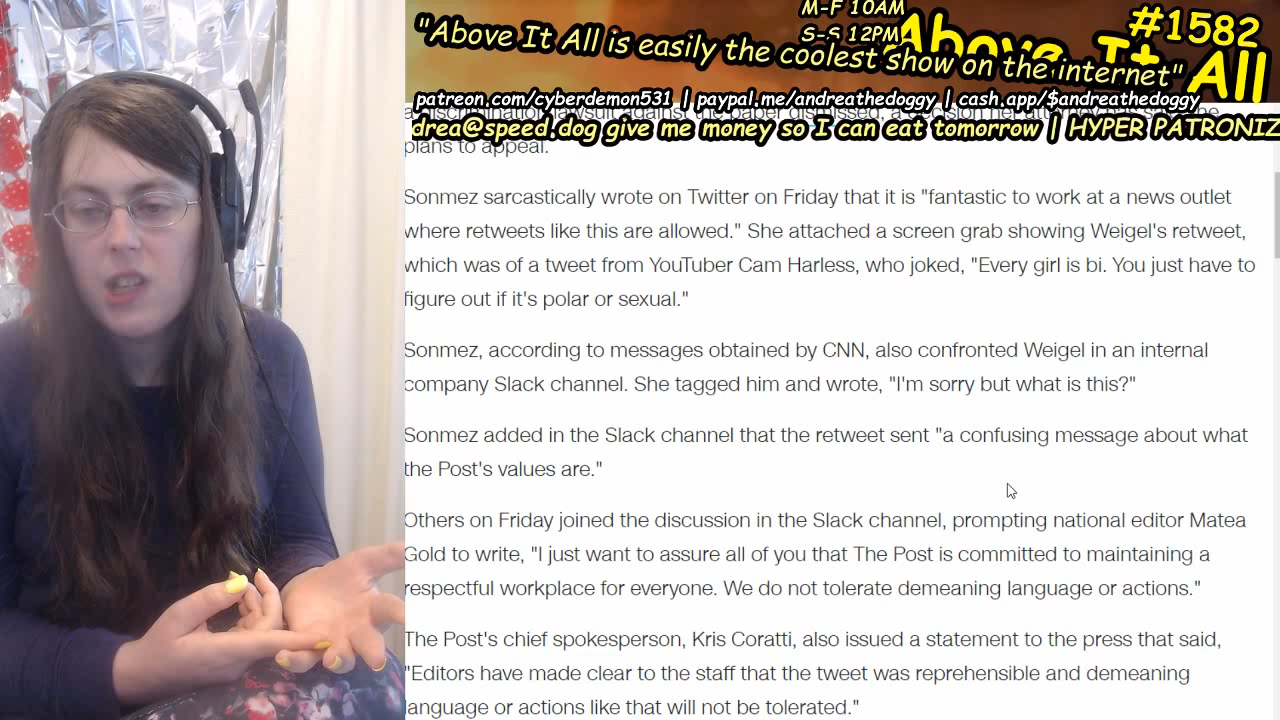 M-F 10AM
S-S 12PM
#1582
Above It All
"Above It All is easily the coolest show on the internet"
patreon.com/cyberdemon531 | paypal.me/andreathedoggy | cash.app/$andreathedoggy
drea@speed.dog give me money so I can eat tomorrow | HYPER PATRONIZ
plans to appeal.
Sonmez sarcastically wrote on Twitter on Friday that it is "fantastic to work at a news outlet
where retweets like this are allowed." She attached a screen grab showing Weigel's retweet,
which was of a tweet from YouTuber Cam Harless, who joked, "Every girl is bi. You just have to
figure out if it's polar or sexual."
Sonmez, according to messages obtained by CNN, also confronted Weigel in an internal
company Slack channel. She tagged him and wrote, "I'm sorry but what is this?"
Sonmez added in the Slack channel that the retweet sent "a confusing message about what
the Post's values are."
Others on Friday joined the discussion in the Slack channel, prompting national editor Matea
Gold to write, "I just want to assure all of you that The Post is committed to maintaining a
respectful workplace for everyone. We do not tolerate demeaning language or actions."
The Post's chief spokesperson, Kris Coratti, also issued a statement to the press that said,
"Editors have made clear to the staff that the tweet was reprehensible and demeaning
language or actions like that will not be tolerated."